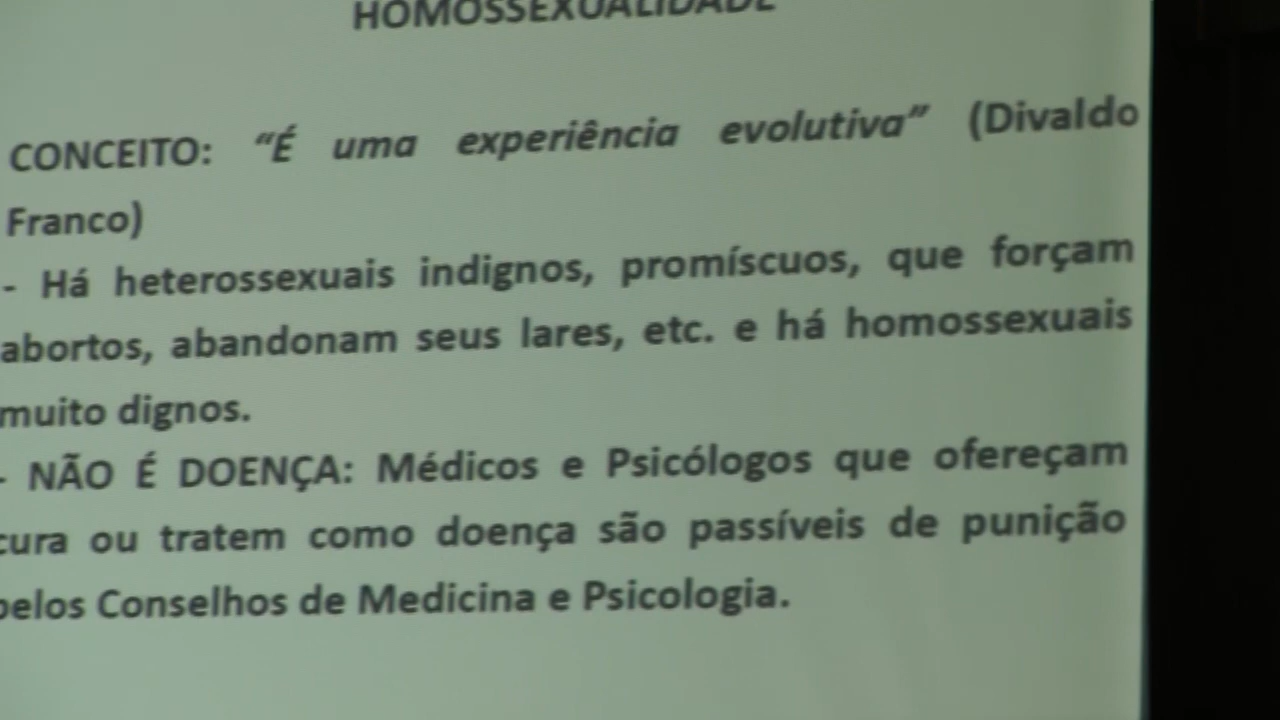 HOMOSSEXUALIDADE
CONCEITO: “É uma experiência evolutiva” (Divaldo
Franco)
- Há heterossexuais indignos, promíscuos, que forçam
abortos, abandonam seus lares, etc. e há homossexuais
muito dignos.
- NÃO É DOENÇA: Médicos e Psicólogos que ofereçam
cura ou tratem como doença são passíveis de punição
pelos Conselhos de Medicina e Psicologia.